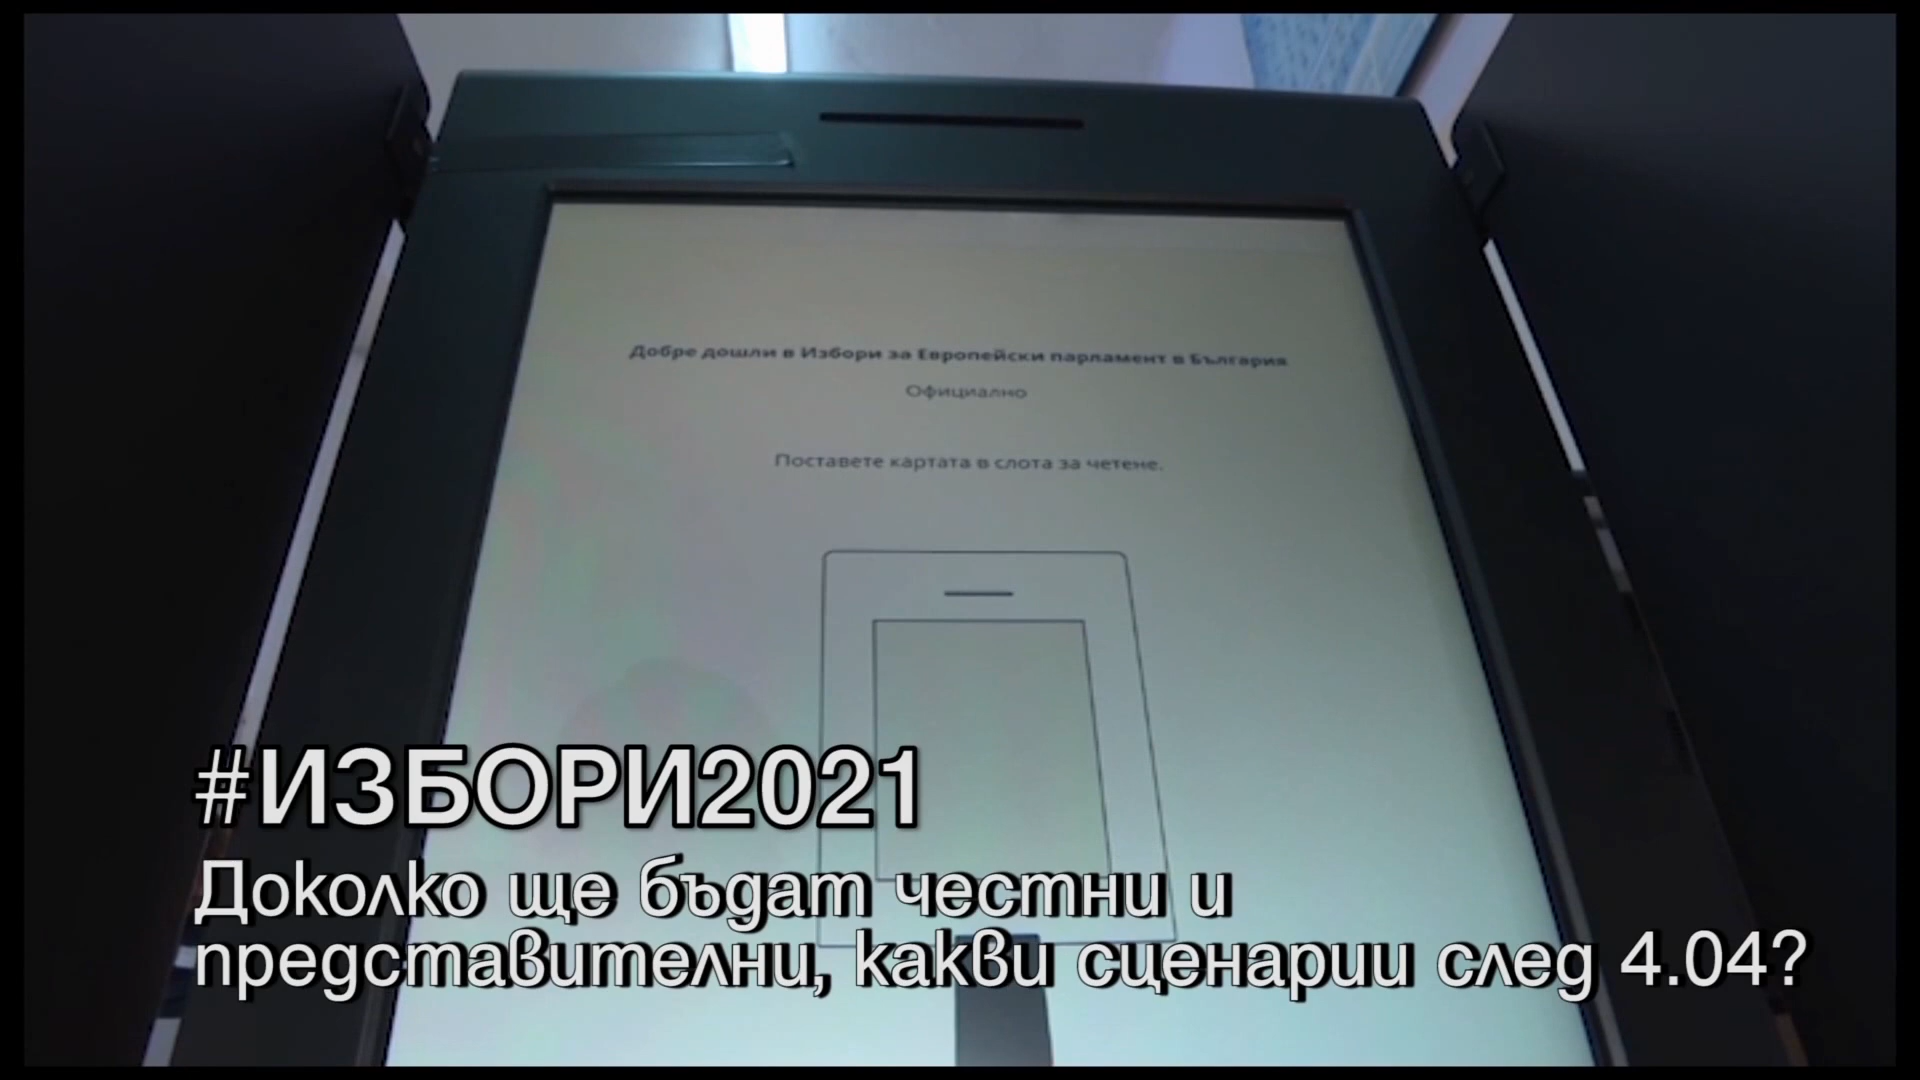 Добре дошли в Избори за Европейски парламент в България
Официално
Поставете картата в слота за четене.
#ИЗБОРИ2021
Доколко ще бъдат честни и
представителни, какви сценарии след 4.04?